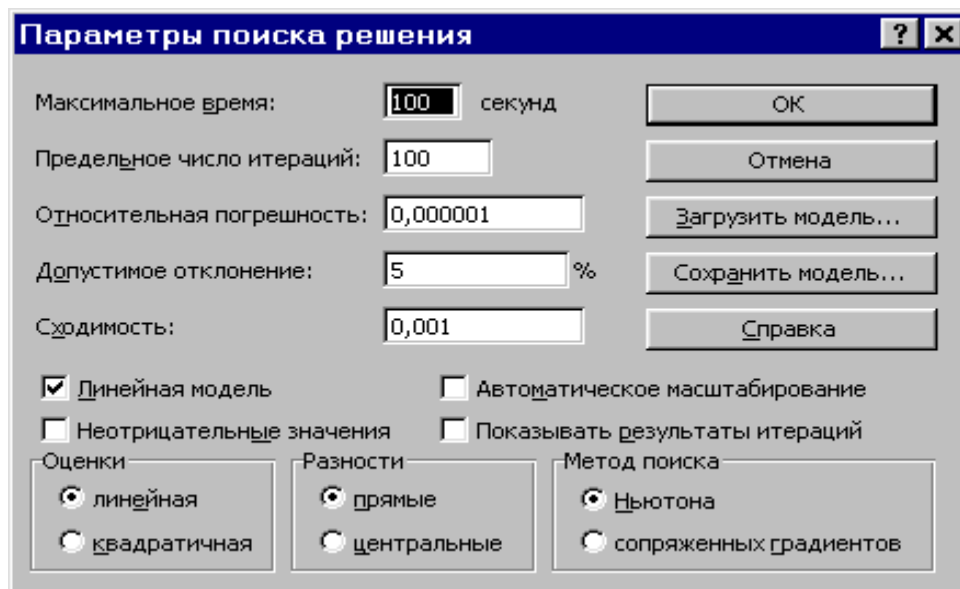 Параметры поиска решения
Максимальное время: 100 секунд ОК
Предельное число итераций: 100 Отмена
Относительная погрешность: 0,000001 Загрузить модель...
Допустимое отклонение: 5 % Сохранить модель...
Сходимость: 0,001 Справка
Линейная модель Автоматическое масштабирование
Неотрицательные значения Показывать результаты итераций
Оценки Разности Метод поиска
линейная прямые Ньютона
квадратичная центральные сопряженных градиентов